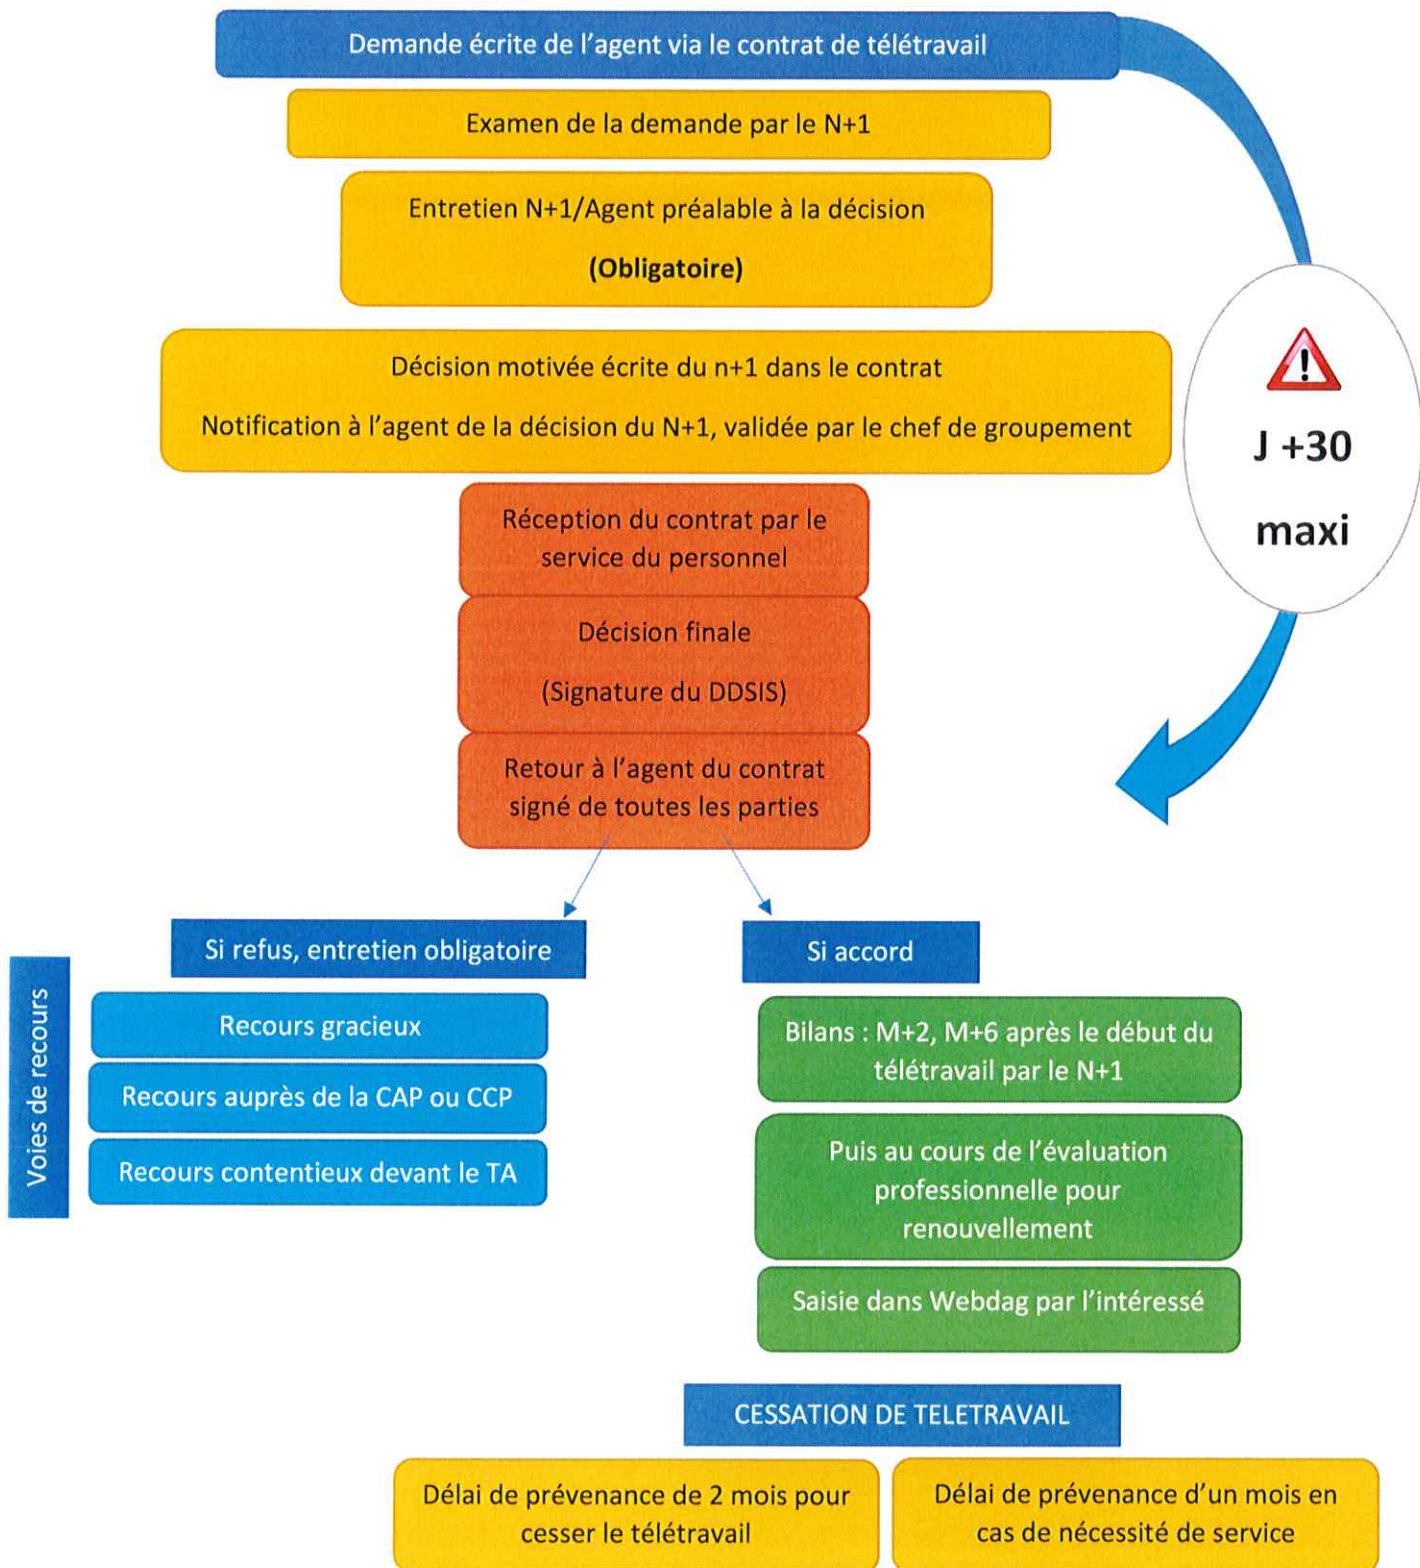 Demande écrite de l'agent via le contrat de télétravail
Examen de la demande par le N+1
Entretien N+1/Agent préalable à la décision
(Obligatoire)
Décision motivée écrite du n+1 dans le contrat
Notification à l'agent de la décision du N+1, validée par le chef de groupement
J +30
maxi
Réception du contrat par le
service du personnel
Décision finale
(Signature du DDSIS)
Retour à l'agent du contrat
signé de toutes les parties
Si refus, entretien obligatoire
Voies de recours
Recours gracieux
Recours auprès de la CAP ou CCP
Recours contentieux devant le TA
Si accord
Bilans : M+2, M+6 après le début du
télétravail par le N+1
Puis au cours de l'évaluation
professionnelle pour
renouvellement
Saisie dans Webdag par l'intéressé
CESSATION DE TELETRAVAIL
Délai de prévenance de 2 mois pour
cesser le télétravail
Délai de prévenance d'un mois en
cas de nécessité de service